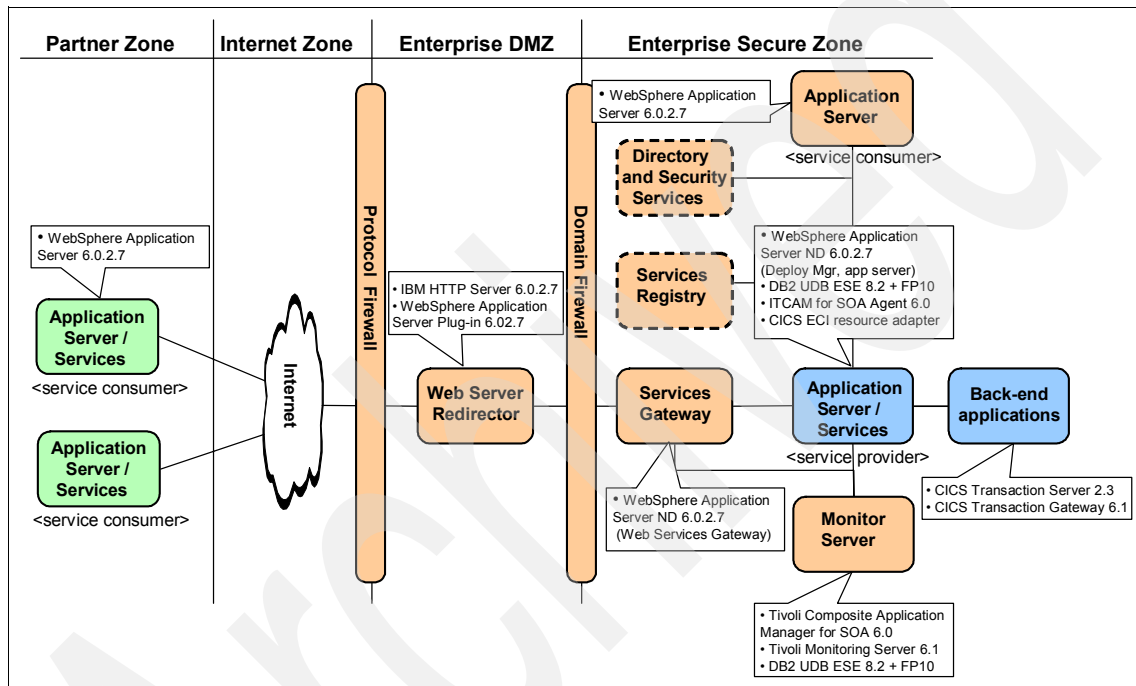 Partner Zone
Internet Zone
Enterprise DMZ
Enterprise Secure Zone
• WebSphere Application
Server 6.0.2.7
Application
Server
<service consumer>
Directory
and Security
Services
• WebSphere Application
Server 6.0.2.7
Application
Server /
Services
<service consumer>
Application
Server /
Services
<service consumer>
Internet
Protocol Firewall
• IBM HTTP Server 6.0.2.7
• WebSphere Application
Server Plug-in 6.02.7
Web Server
Redirector
Domain Firewall
Services
Registry
• WebSphere Application
Server ND 6.0.2.7
(Deploy Mgr, app server)
• DB2 UDB ESE 8.2 + FP10
• ITCAM for SOA Agent 6.0
• CICS ECI resource adapter
Services
Gateway
Application
Server /
Services
<service provider>
Back-end
applications
• WebSphere Application
Server ND 6.0.2.7
(Web Services Gateway)
• CICS Transaction Server 2.3
• CICS Transaction Gateway 6.1
Monitor
Server
• Tivoli Composite Application
Manager for SOA 6.0
• Tivoli Monitoring Server 6.1
• DB2 UDB ESE 8.2 + FP10
Archived